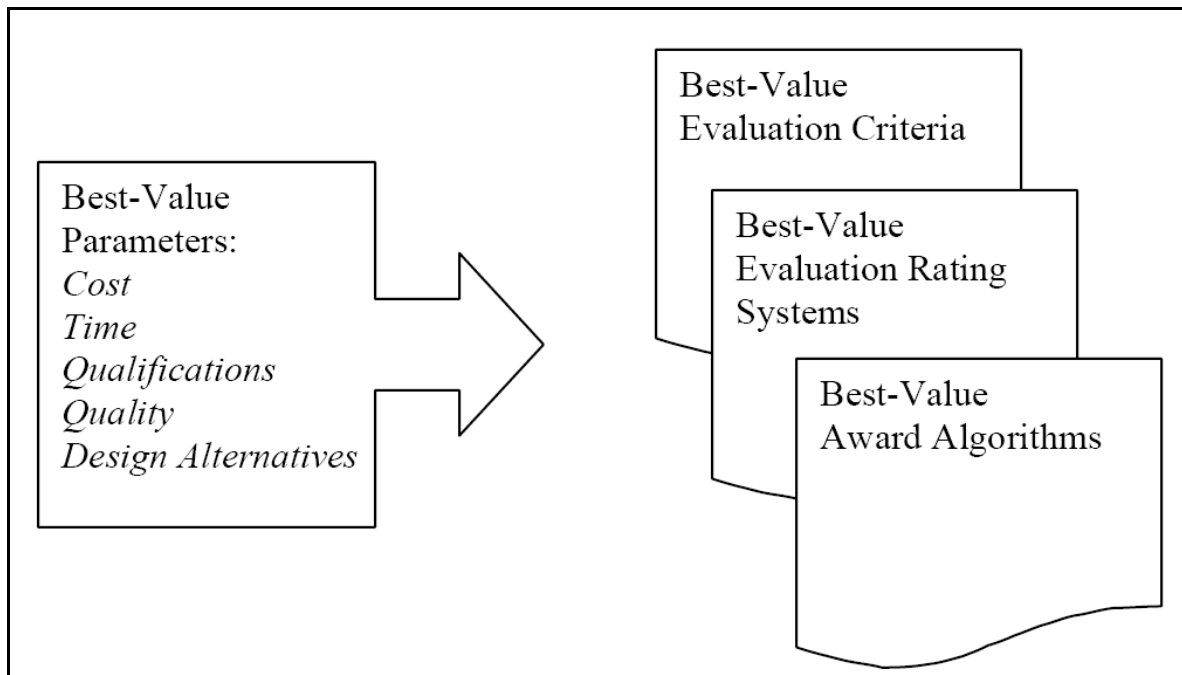 Best-Value
Parameters:
Cost
Time
Qualifications
Quality
Design Alternatives
Best-Value
Evaluation Criteria
Best-Value
Evaluation Rating
Systems
Best-Value
Award Algorithms